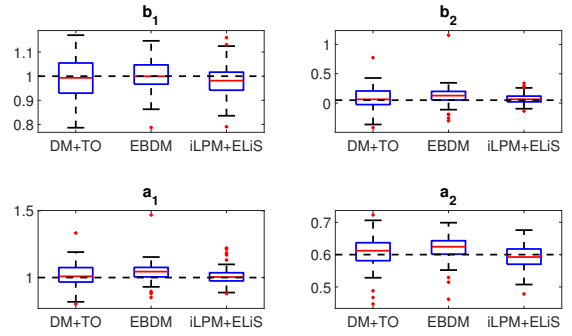 b1 b2
1.1
1
0.9
0.8
DM+TO EBDM iLPM+ELiS
1
0.5
0
DM+TO EBDM iLPM+ELiS
a1 a2
1.5
1
DM+TO EBDM iLPM+ELiS
0.7
0.6
0.5
DM+TO EBDM iLPM+ELiS